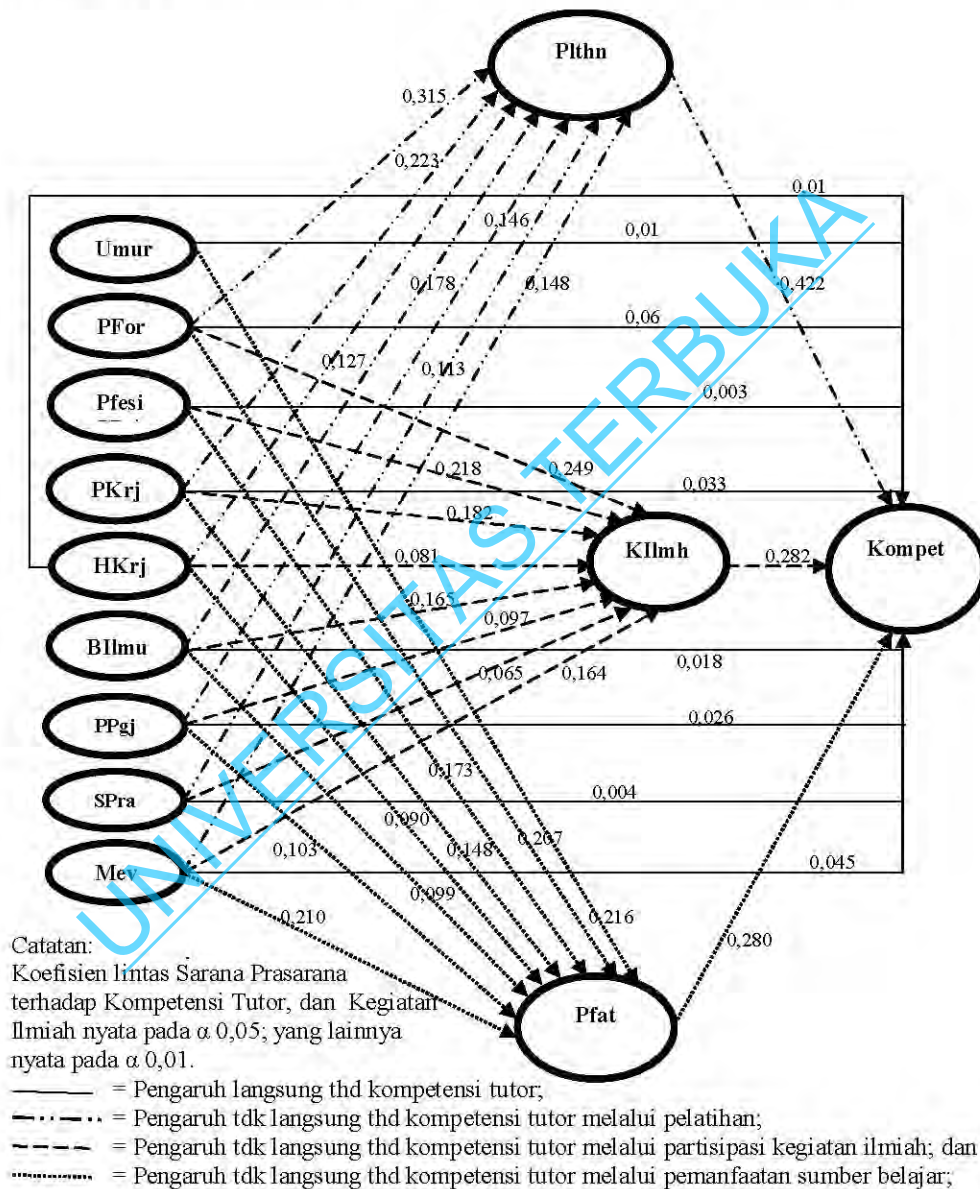 Plthn
0,315
0,223
0,01
0,146
Umur
0,01
0,178
0,148
0,422
PFor
0,06
0,127
0,113
Pfesi
0,003
0,218
0,249
PKrj
0,033
0,182
KIlmh
Kompet
HKrj
0,081
0,282
0,165
0,097
BIlmu
0,018
0,065
0,164
PPgj
0,026
0,173
SPra
0,004
0,090
0,103
0,148
0,207
Mev
0,045
0,099
0,210
0,216
0,280
Catatan:
Koefisien lintas Sarana Prasarana
terhadap Kompetensi Tutor, dan Kegiatan
Ilmiah nyata pada α 0,05; yang lainnya
nyata pada α 0,01.
Pfat
= Pengaruh langsung thd kompetensi tutor;
= Pengaruh tdk langsung thd kompetensi tutor melalui pelatihan;
= Pengaruh tdk langsung thd kompetensi tutor melalui partisipasi kegiatan ilmiah; dan
= Pengaruh tdk langsung thd kompetensi tutor melalui pemanfaatan sumber belajar;
UNIVERSITAS TERBUKA